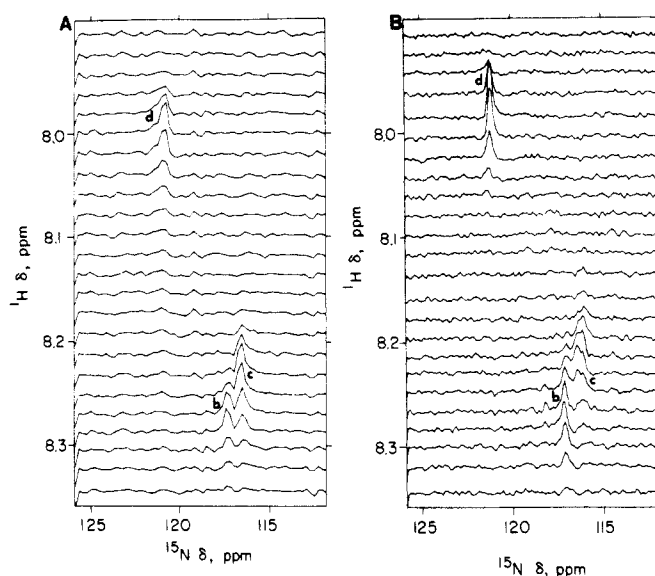 A
d
8.0
8.1
¹H δ, ppm
8.2
c
b
8.3
125 120 115
¹⁵N δ, ppm
B
d
8.0
8.1
¹H δ, ppm
8.2
c
b
8.3
125 120 115
¹⁵N δ, ppm